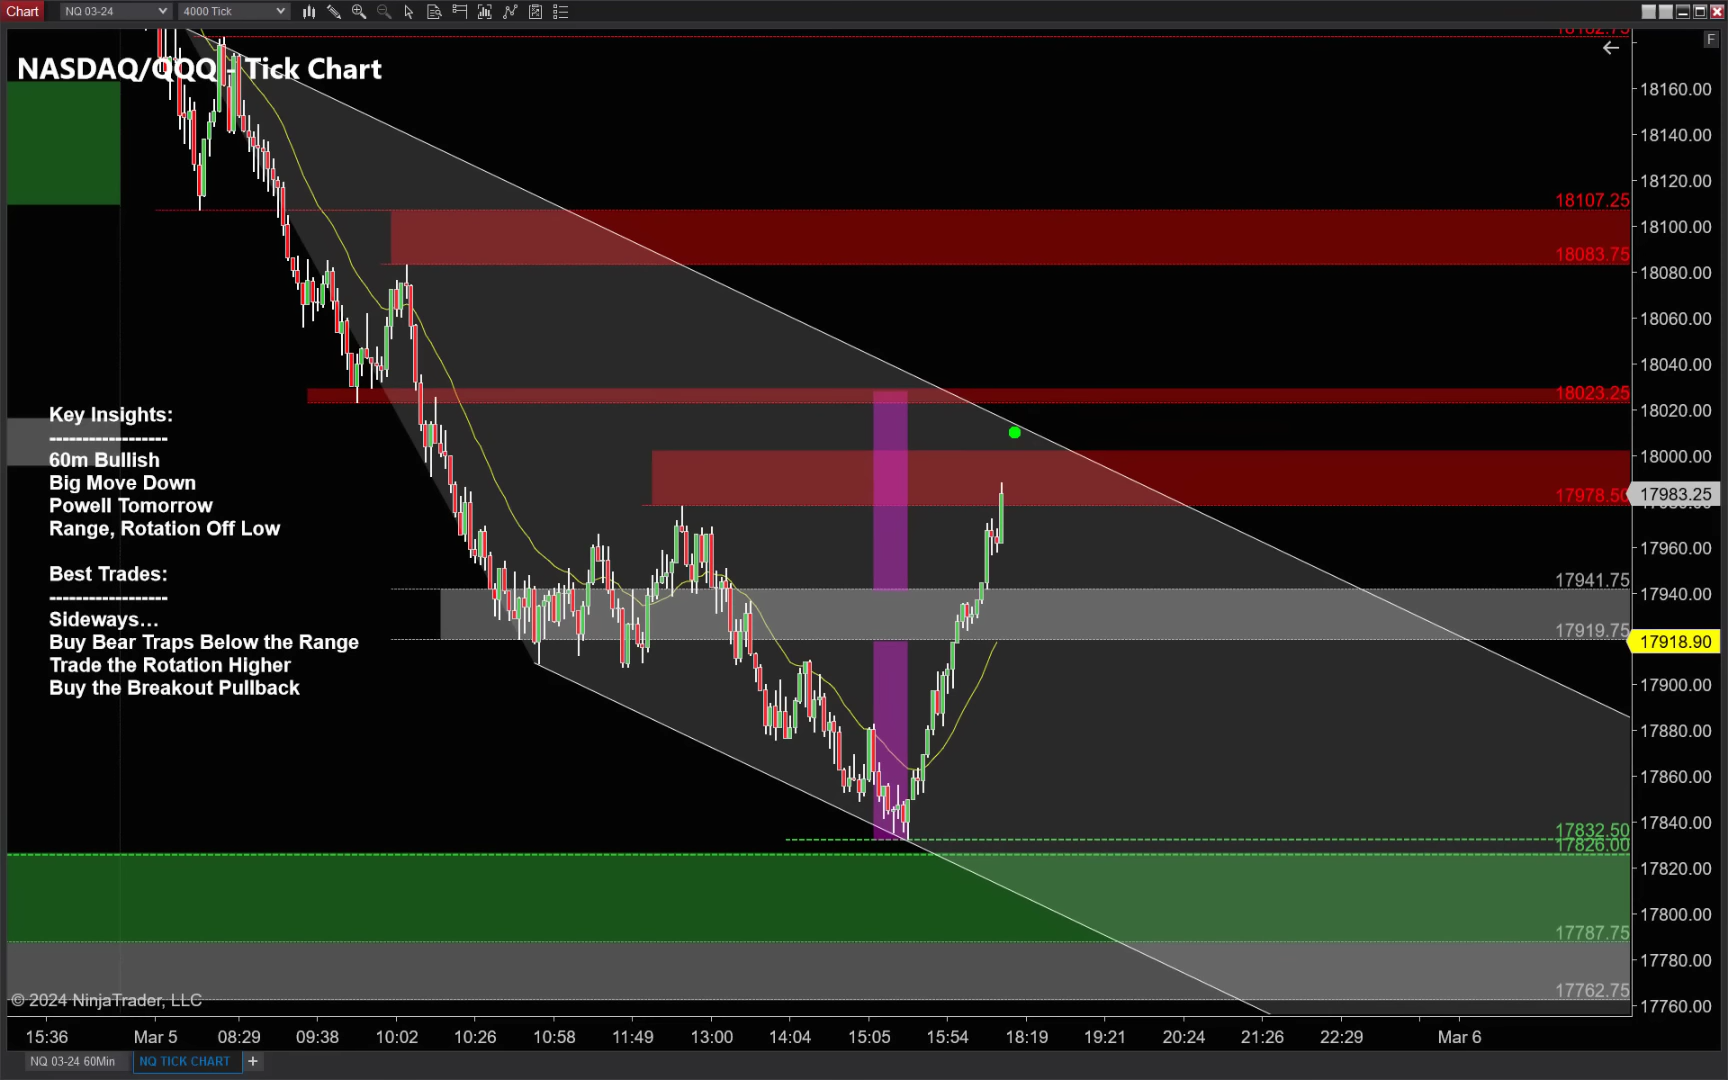 Chart
NQ 03-24
4000 Tick
F
NASDAQ/QQQ - Tick Chart
18182.75
18160.00
18140.00
18120.00
18107.25
18100.00
18083.75
18080.00
18060.00
18040.00
18023.25
18020.00
18000.00
17978.50
17983.25
17960.00
17941.75
17940.00
17919.75
17918.90
17900.00
17880.00
17860.00
17840.00
17832.50
17826.00
17820.00
17800.00
17787.75
17780.00
17762.75
17760.00
Key Insights:
------------------
60m Bullish
Big Move Down
Powell Tomorrow
Range, Rotation Off Low
Best Trades:
------------------
Sideways...
Buy Bear Traps Below the Range
Trade the Rotation Higher
Buy the Breakout Pullback
© 2024 NinjaTrader, LLC
15:36 Mar 5 08:29 09:38 10:02 10:26 10:58 11:49 13:00 14:04 15:05 15:54 18:19 19:21 20:24 21:26 22:29 Mar 6
NQ 03-24 60Min NQ TICK CHART +